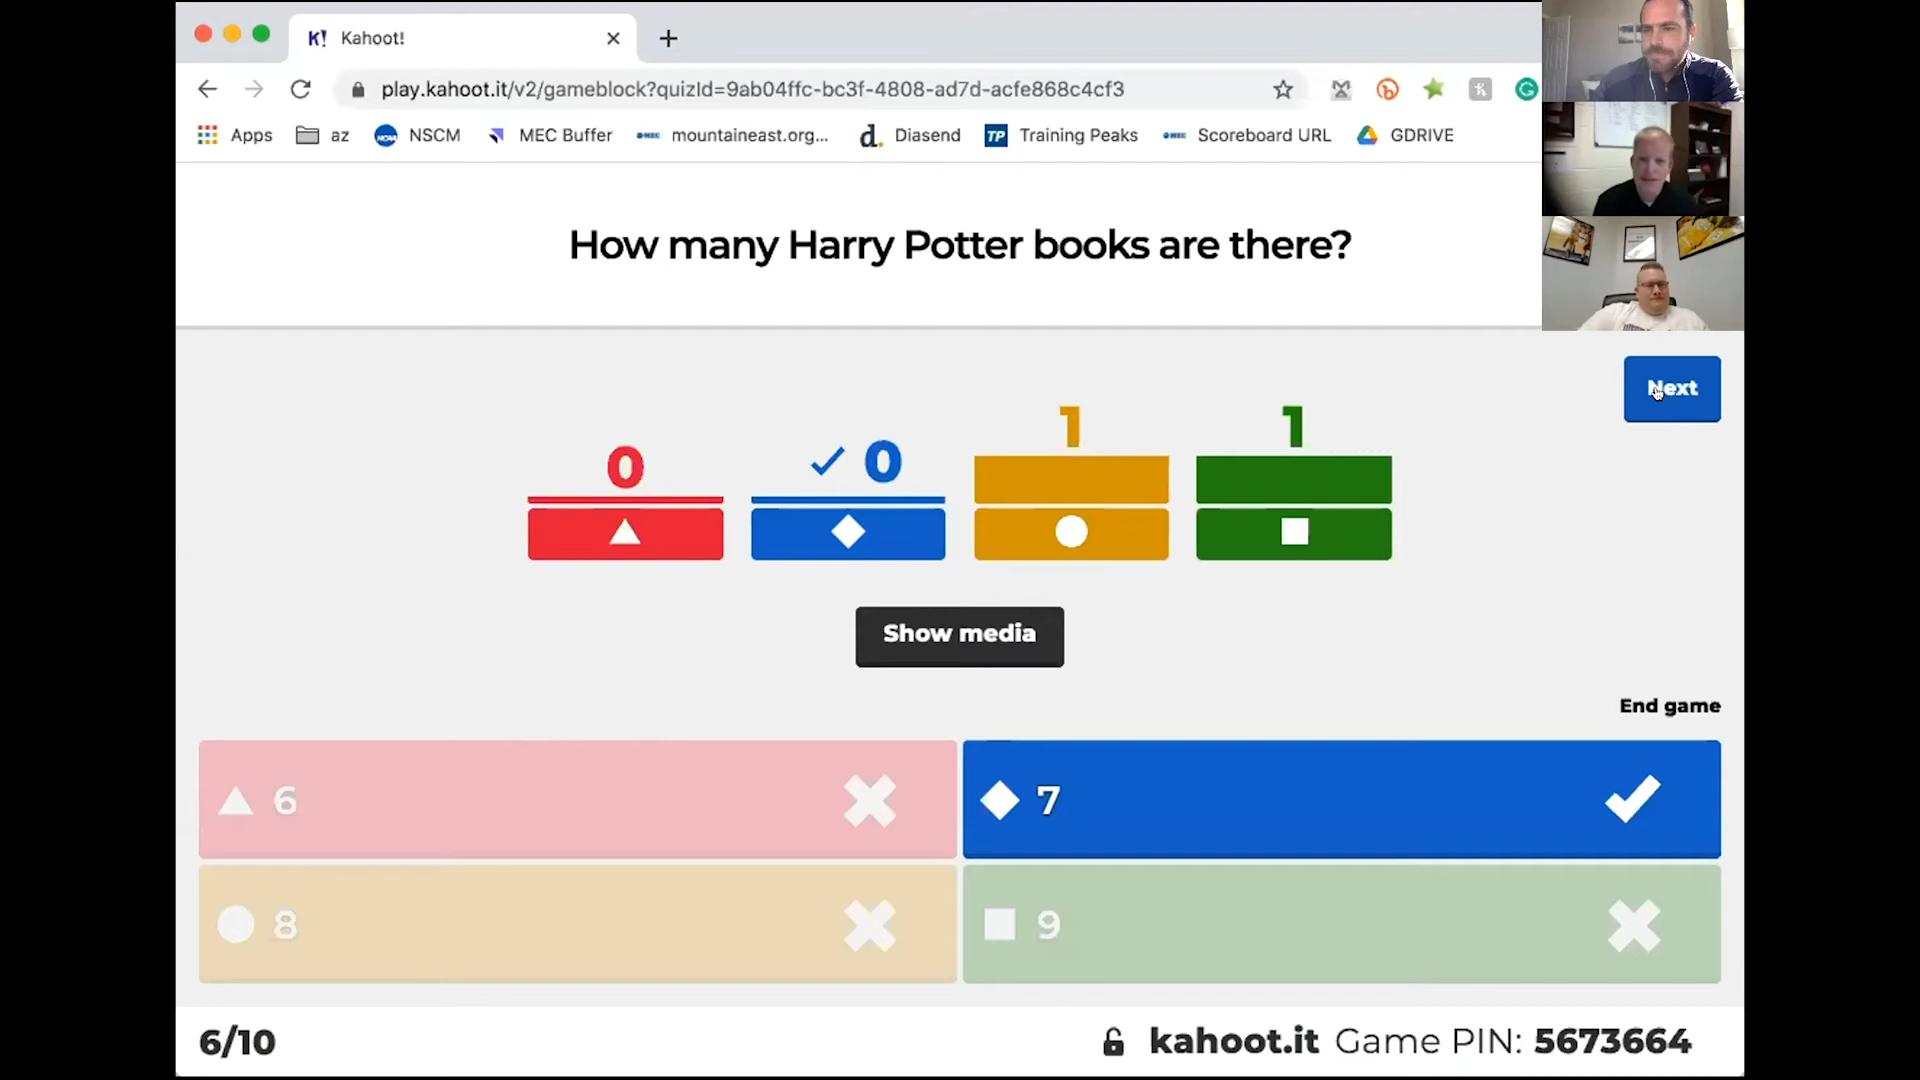 K! Kahoot!
play.kahoot.it/v2/gameblock?quizId=9ab04ffc-bc3f-4808-ad7d-acfe868c4cf3
Apps az NSCM MEC Buffer mountaineast.org... d. Diasend TP Training Peaks Scoreboard URL GDRIVE
How many Harry Potter books are there?
Next
0 0 1 1
Show media
End game
6 7
8 9
6/10 kahoot.it Game PIN: 5673664